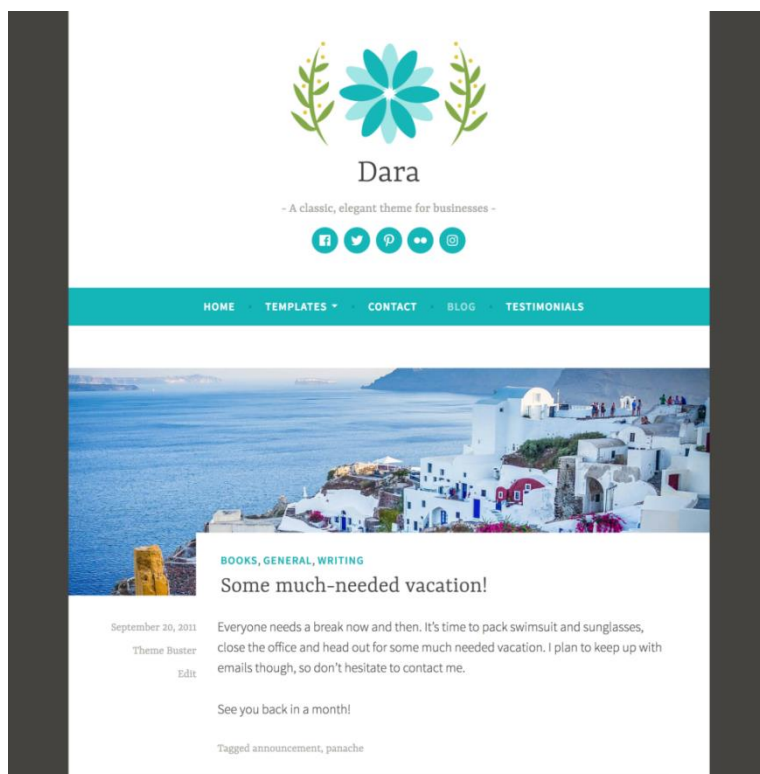 Dara
- A classic, elegant theme for businesses -
HOME TEMPLATES CONTACT BLOG TESTIMONIALS
BOOKS, GENERAL, WRITING
Some much-needed vacation!
September 20, 2011
Theme Buster
Edit
Everyone needs a break now and then. It's time to pack swimsuit and sunglasses,
close the office and head out for some much needed vacation. I plan to keep up with
emails though, so don't hesitate to contact me.
See you back in a month!
Tagged announcement, panache